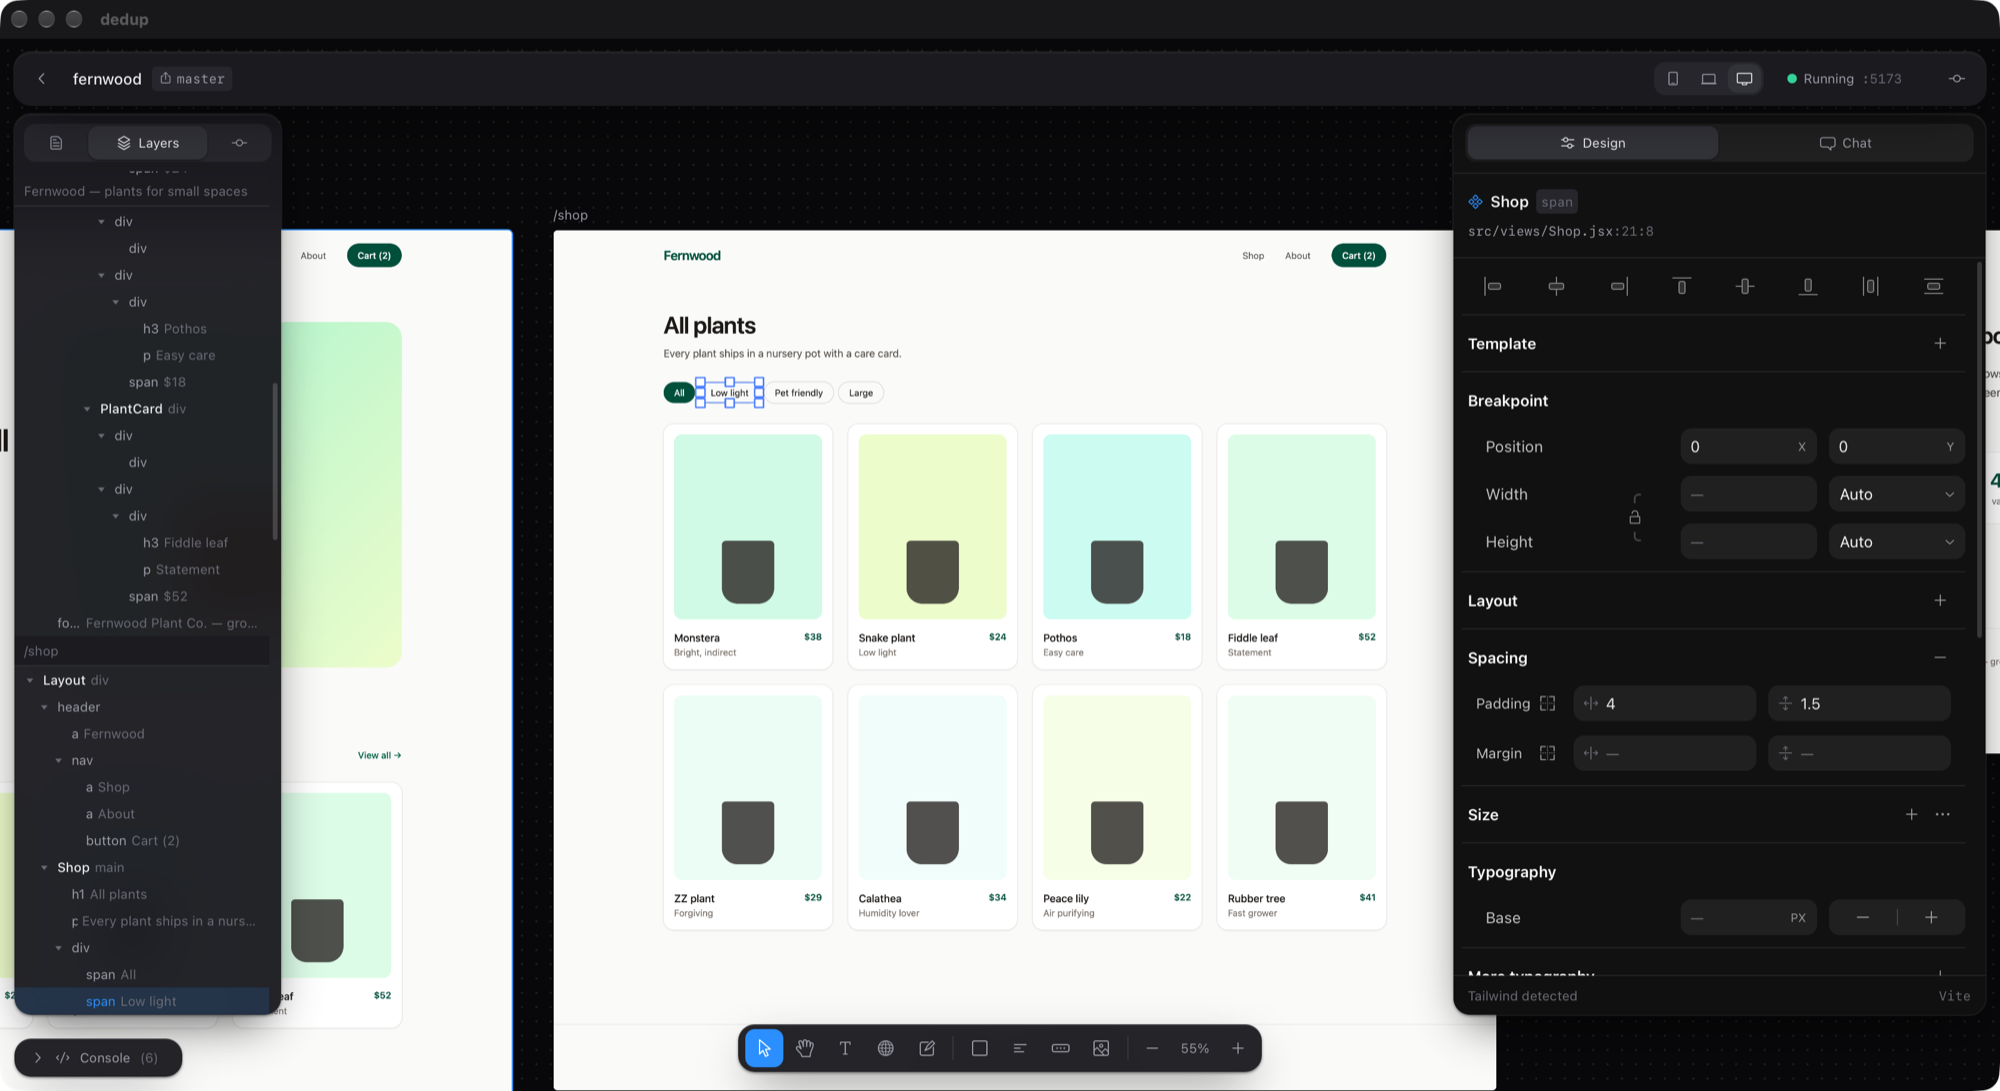 dedup
fernwood
master
Running :5173
Layers
Fernwood — plants for small spaces
div
div
div
div
h3 Pothos
p Easy care
span $18
PlantCard div
div
div
div
div
h3 Fiddle leaf
p Statement
span $52
fo... Fernwood Plant Co. — gro...
/shop
Layout div
header
a Fernwood
nav
a Shop
a About
button Cart (2)
Shop main
h1 All plants
p Every plant ships in a nurs...
div
span All
span Low light
Console (6)
About
Cart (2)
View all →
$52
/shop
Fernwood
Shop
About
Cart (2)
All plants
Every plant ships in a nursery pot with a care card.
All
Low light
Pet friendly
Large
Monstera $38
Bright, indirect
Snake plant $24
Low light
Pothos $18
Easy care
Fiddle leaf $52
Statement
ZZ plant $29
Forgiving
Calathea $34
Humidity lover
Peace lily $22
Air purifying
Rubber tree $41
Fast grower
55%
Design
Chat
Shop span
src/views/Shop.jsx:21:8
Template
Breakpoint
Position 0 X 0 Y
Width — Auto
Height — Auto
Layout
Spacing
Padding 4 1.5
Margin — —
Size
Typography
Base — PX
More typography
Tailwind detected
Vite